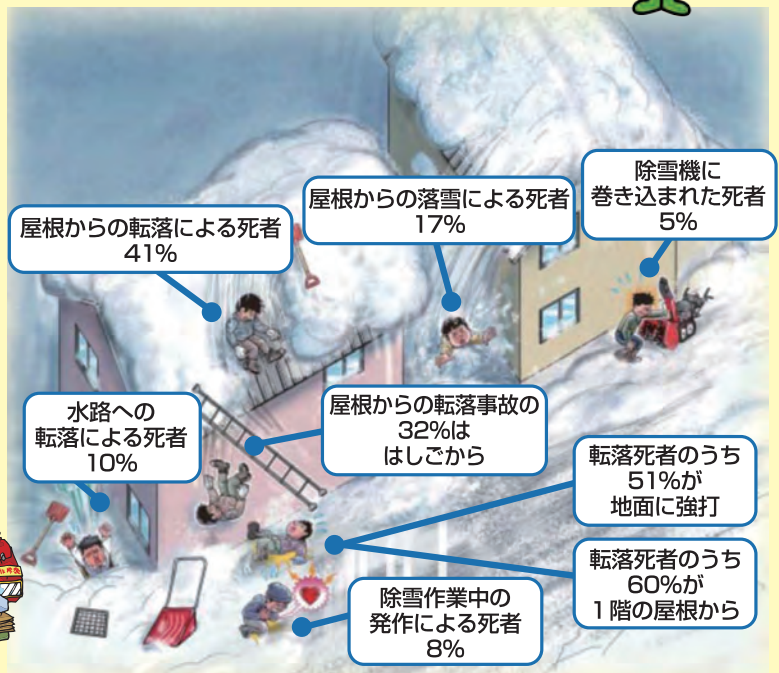 除雪機に
巻き込まれた死者
5%
屋根からの落雪による死者
17%
屋根からの転落による死者
41%
水路への
転落による死者
10%
屋根からの転落事故の
32%は
はしごから
転落死者のうち
51%が
地面に強打
転落死者のうち
60%が
1階の屋根から
除雪作業中の
発作による死者
8%